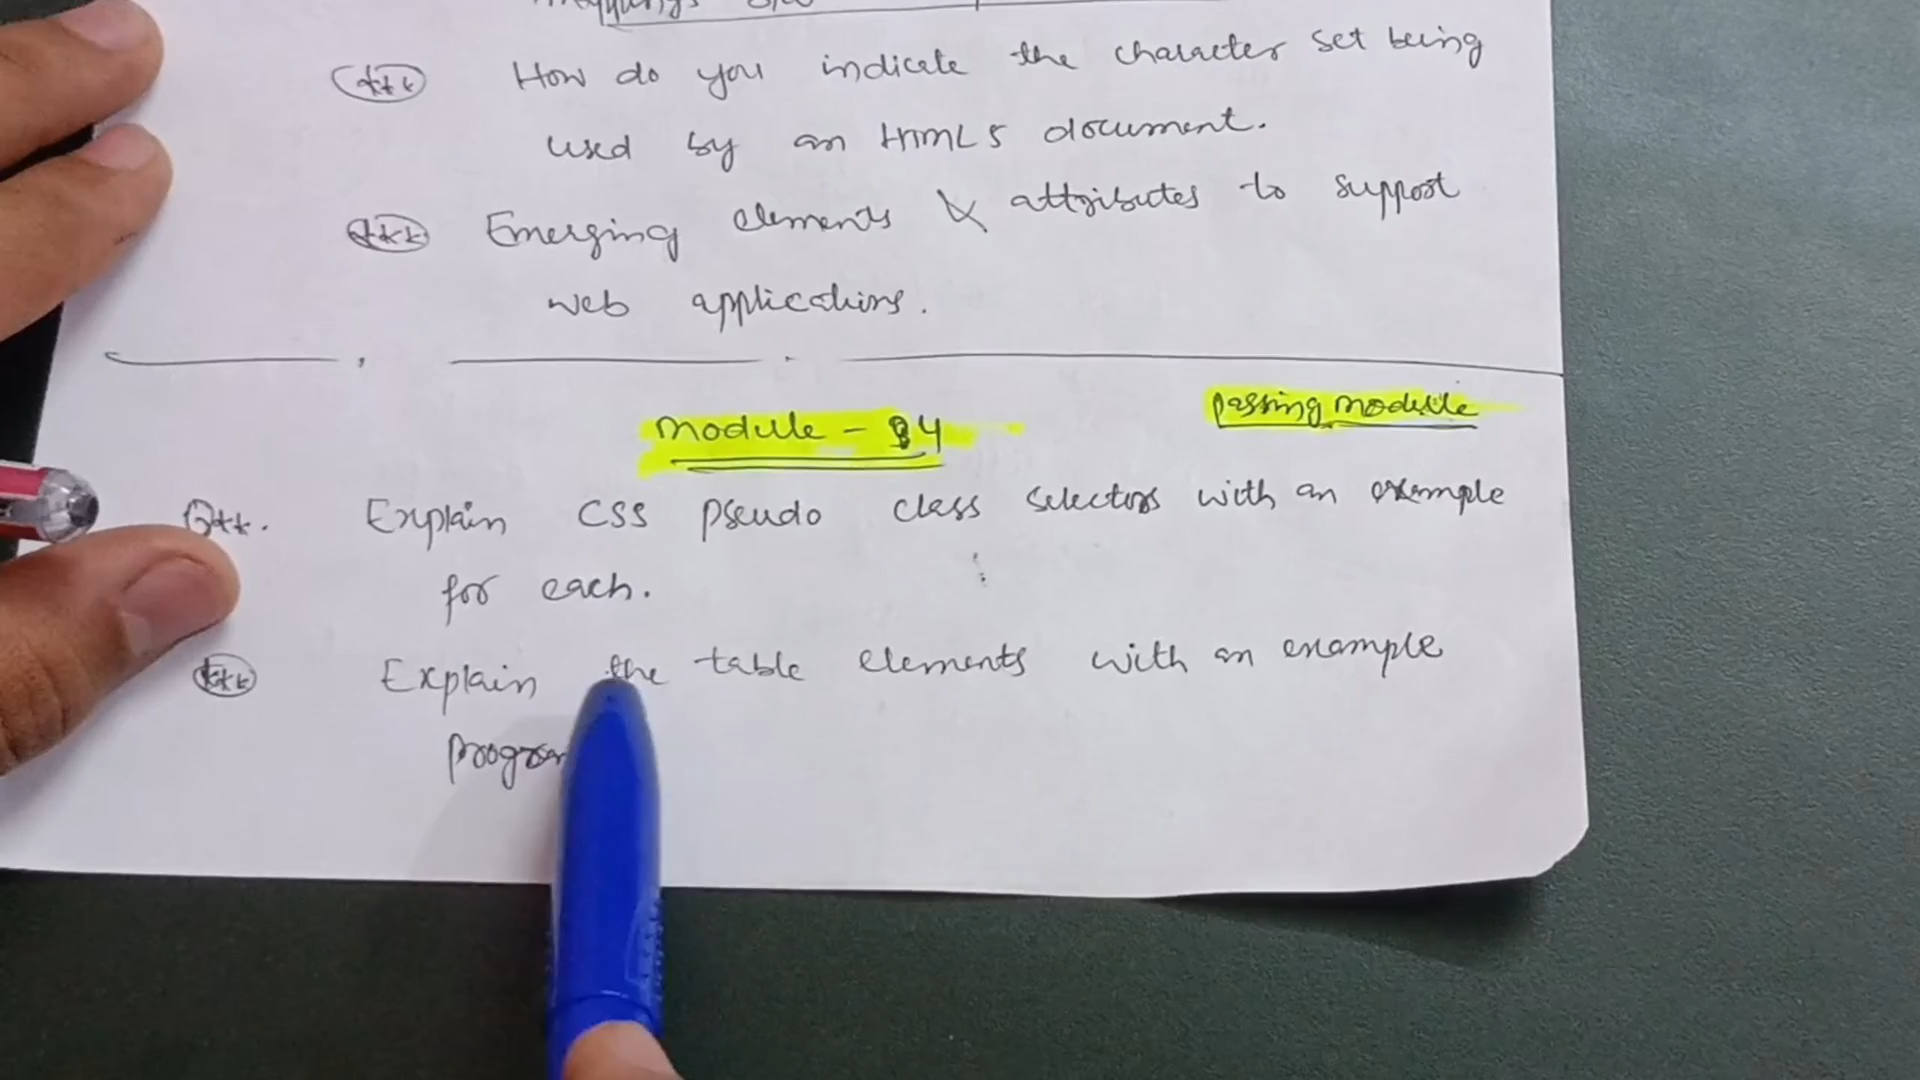 *** How do you indicate the character set being
used by an HTML5 document.
*** Emerging elements & attributes to support
web applications.
Module - 4
Passing module
Q**. Explain CSS pseudo class selectors with an example
for each.
*** Explain the table elements with an example